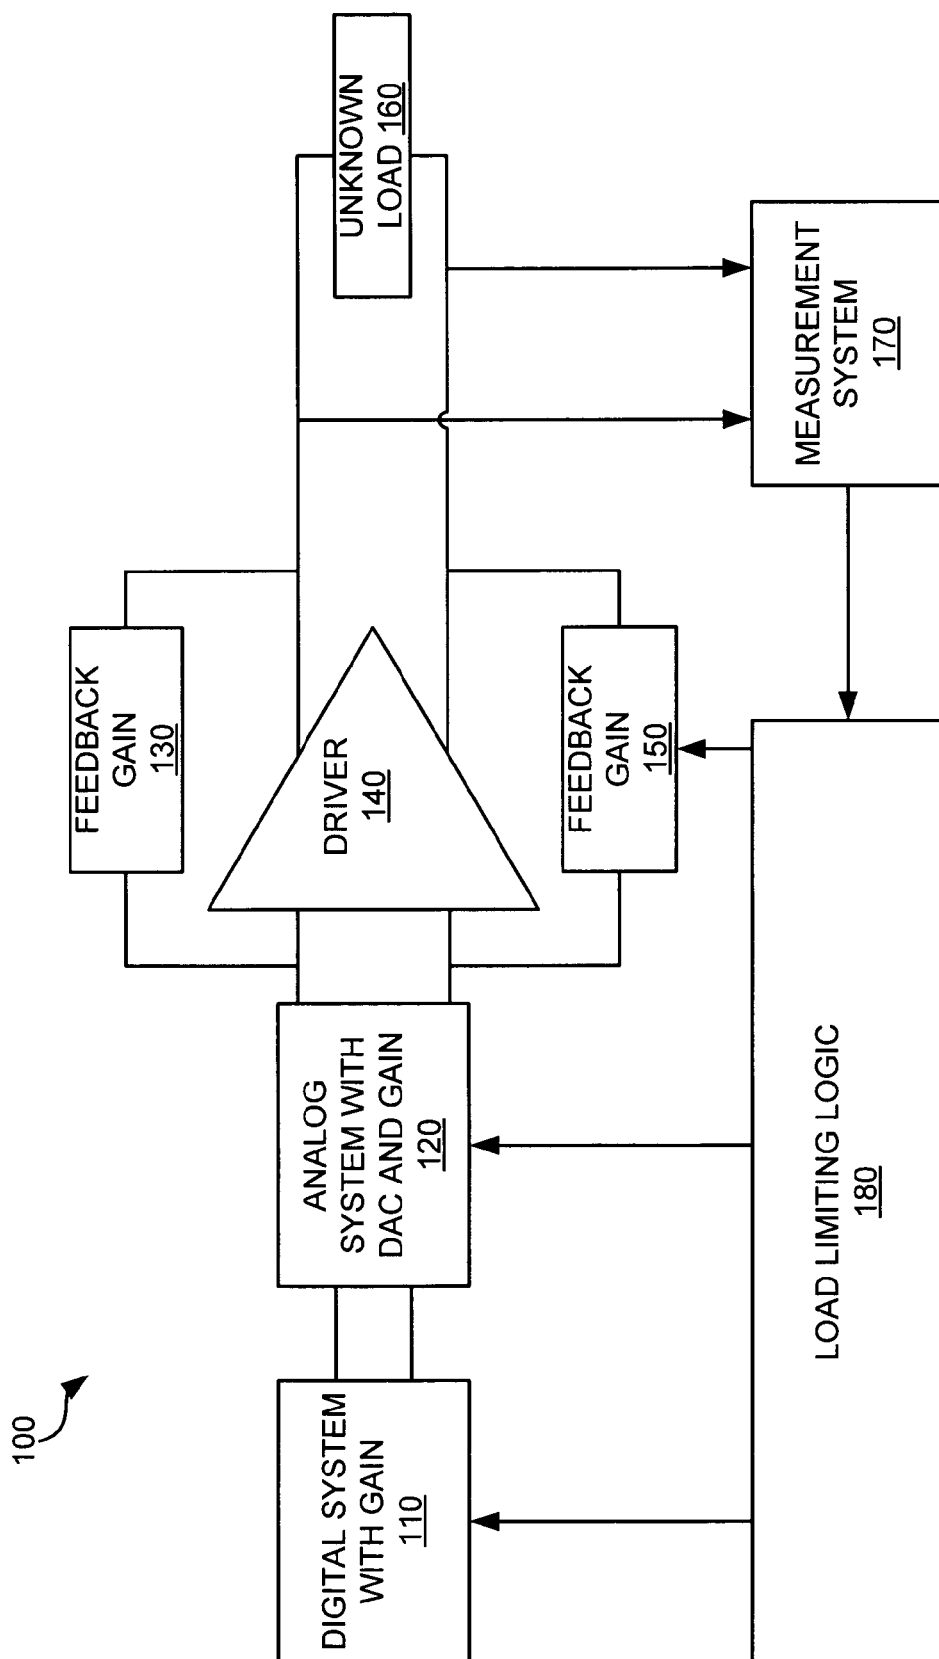 100
DIGITAL SYSTEM
WITH GAIN
110
ANALOG
SYSTEM WITH
DAC AND GAIN
120
FEEDBACK
GAIN
130
DRIVER
140
FEEDBACK
GAIN
150
UNKNOWN
LOAD 160
MEASUREMENT
SYSTEM
170
LOAD LIMITING LOGIC
180